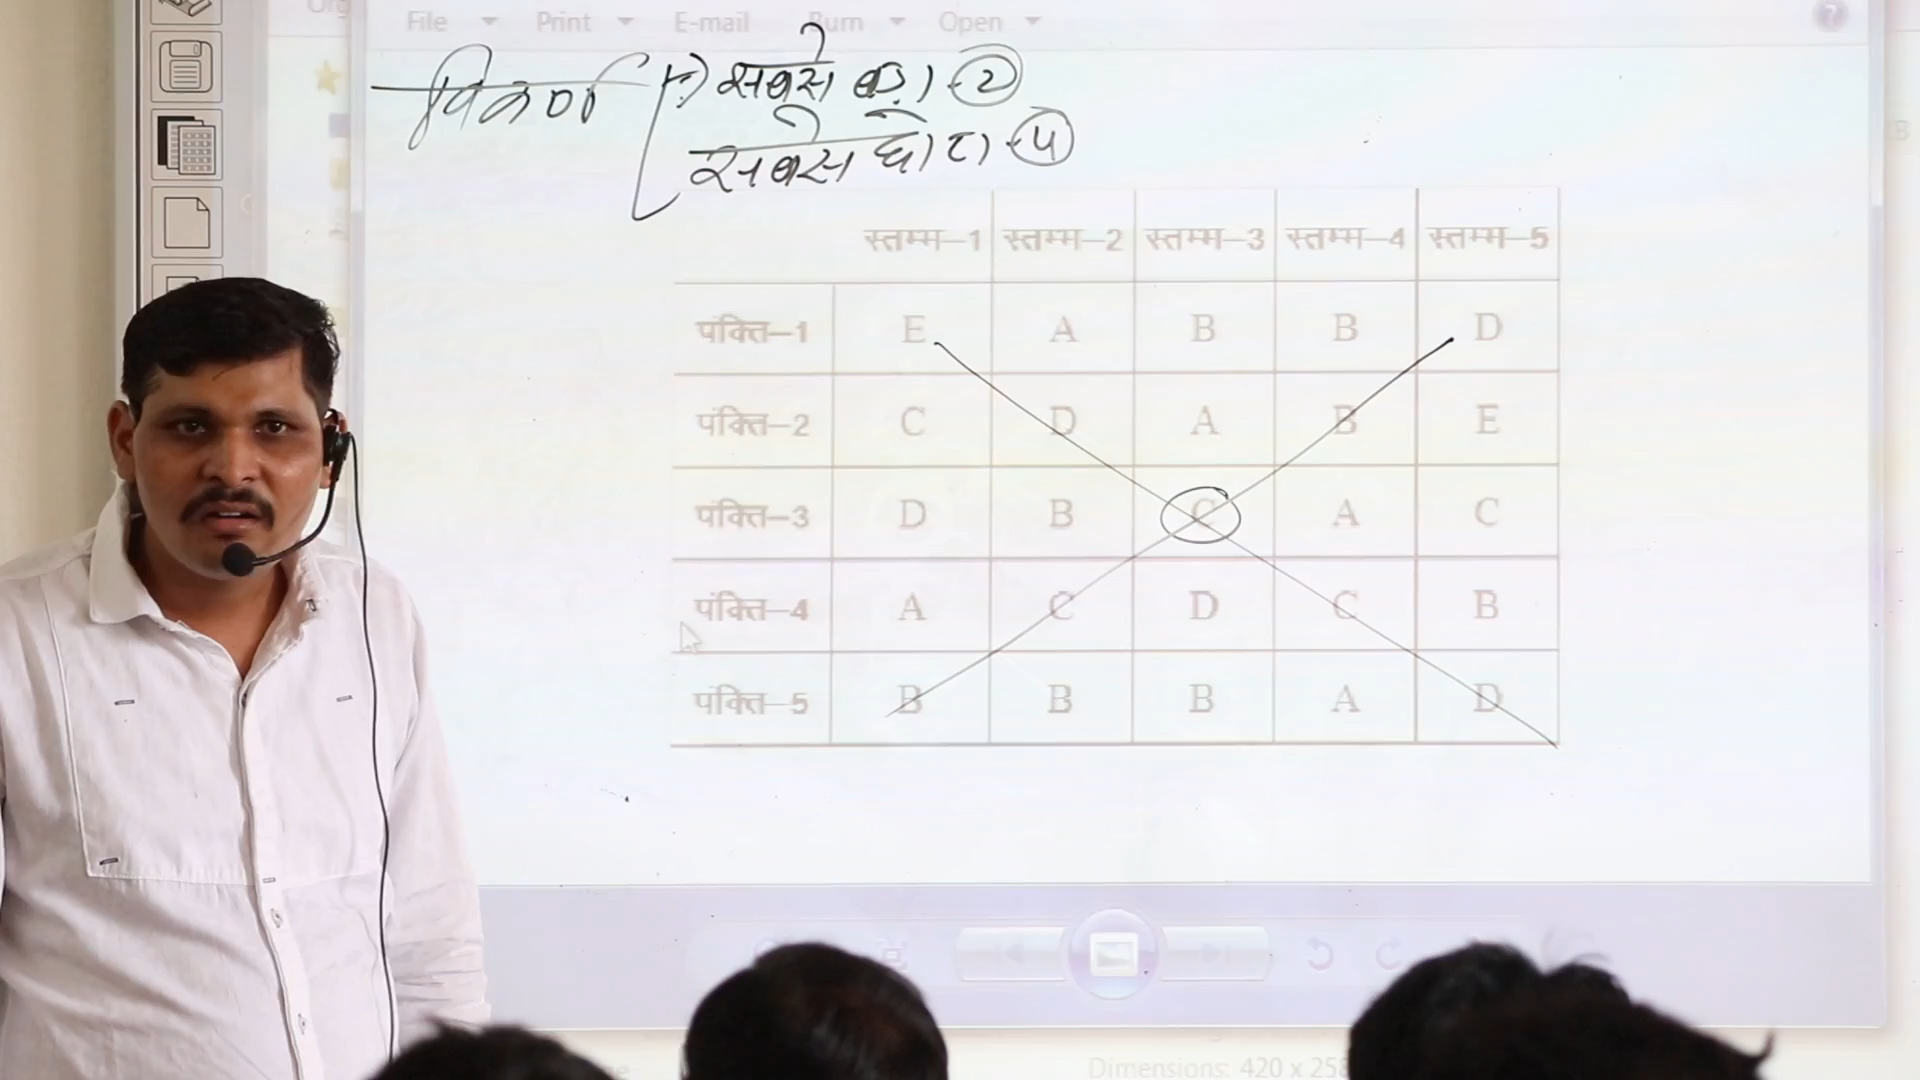 File Print E-mail Burn Open
विकर्ण सबसे बड़ा - 2
सबसे छोटा - 4
स्तम्भ–1 स्तम्भ–2 स्तम्भ–3 स्तम्भ–4 स्तम्भ–5
पंक्ति–1 E A B B D
पंक्ति–2 C D A B E
पंक्ति–3 D B C A C
पंक्ति–4 A C D C B
पंक्ति–5 B B B A D
Dimensions: 420 x 258